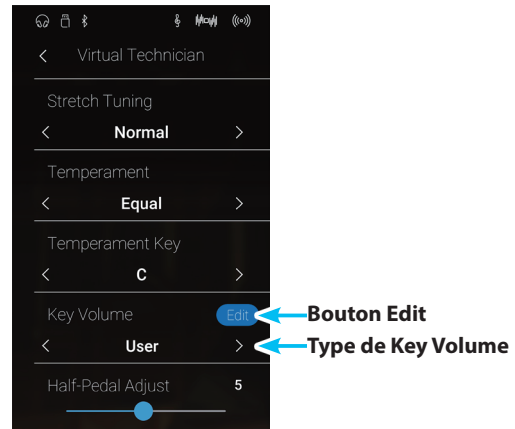 Virtual Technician
Stretch Tuning
Normal
Temperament
Equal
Temperament Key
C
Key Volume Edit
Bouton Edit
User
Type de Key Volume
Half-Pedal Adjust 5